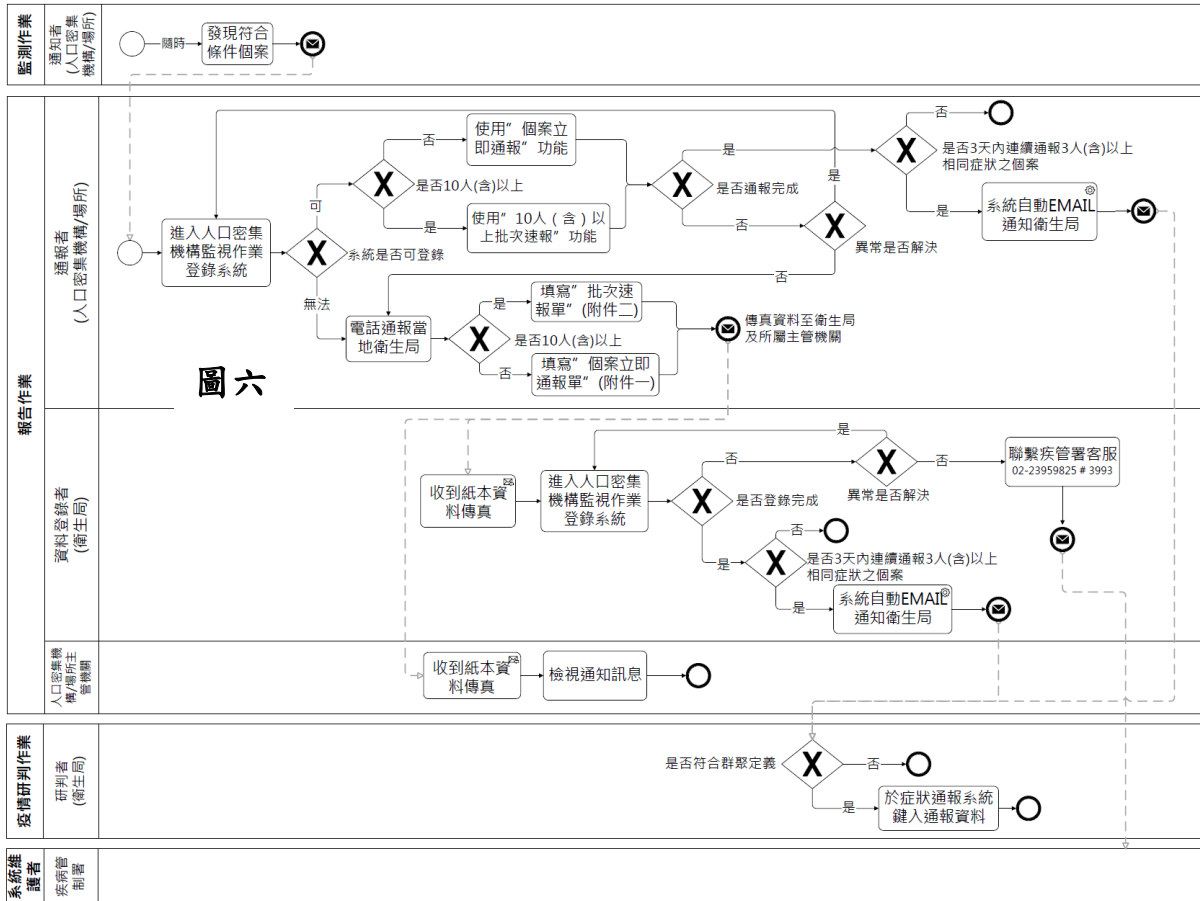 監測作業
通知者
(人口密集
機構/場所)
隨時
發現符合
條件個案
報告作業
通報者
(人口密集機構/場所)
進入人口密集
機構監視作業
登錄系統
可
系統是否可登錄
無法
否
是否10人(含)以上
是
使用”個案立
即通報”功能
使用”10人（含）以
上批次速報”功能
是
是否通報完成
否
是
異常是否解決
否
否
是否3天內連續通報3人(含)以上
相同症狀之個案
是
系統自動EMAIL
通知衛生局
電話通報當
地衛生局
是
是否10人(含)以上
否
填寫”批次速
報單”(附件二)
填寫”個案立即
通報單”(附件一)
傳真資料至衛生局
及所屬主管機關
圖六
資料登錄者
(衛生局)
收到紙本資
料傳真
進入人口密集
機構監視作業
登錄系統
否
是否登錄完成
是
是
異常是否解決
否
聯繫疾管署客服
02-23959825 # 3993
否
是否3天內連續通報3人(含)以上
相同症狀之個案
是
系統自動EMAIL
通知衛生局
人口密集機
構/場所主
管機關
收到紙本資
料傳真
檢視通知訊息
疫情研判作業
研判者
(衛生局)
是否符合群聚定義
否
是
於症狀通報系統
鍵入通報資料
系統維
護者
疾病管
制署